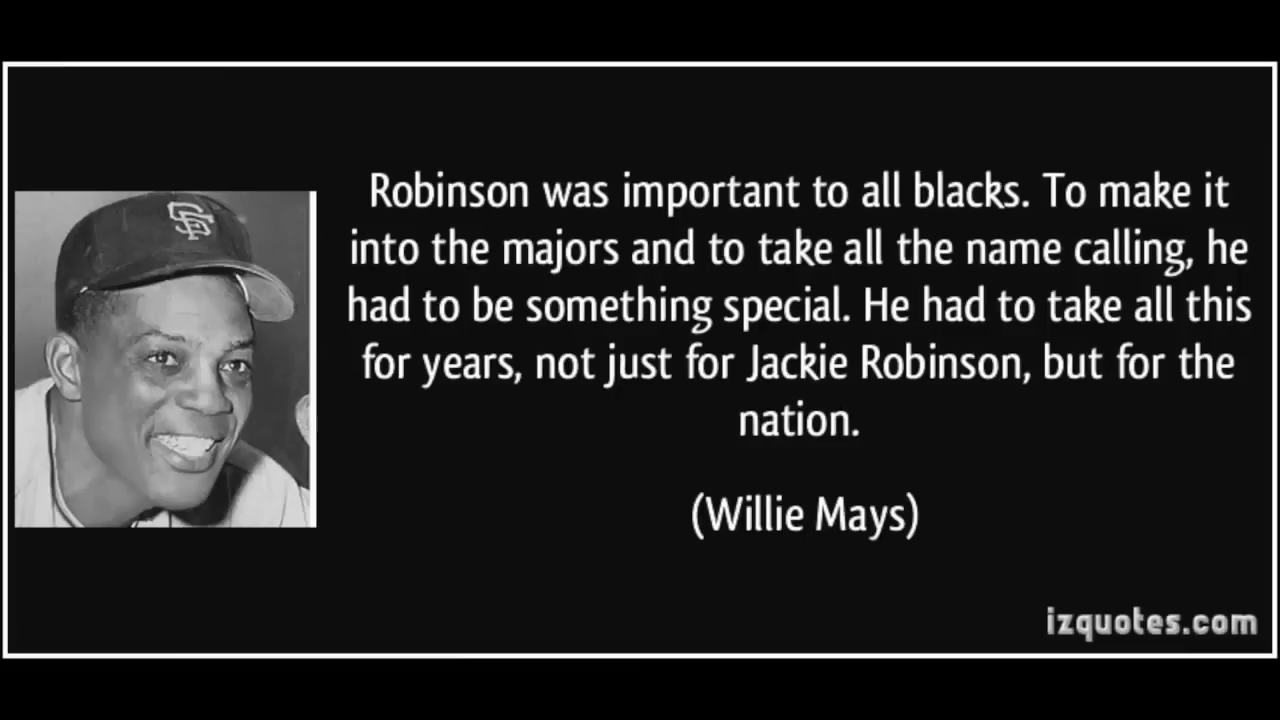 SF
Robinson was important to all blacks. To make it
into the majors and to take all the name calling, he
had to be something special. He had to take all this
for years, not just for Jackie Robinson, but for the
nation.
(Willie Mays)
izquotes.com